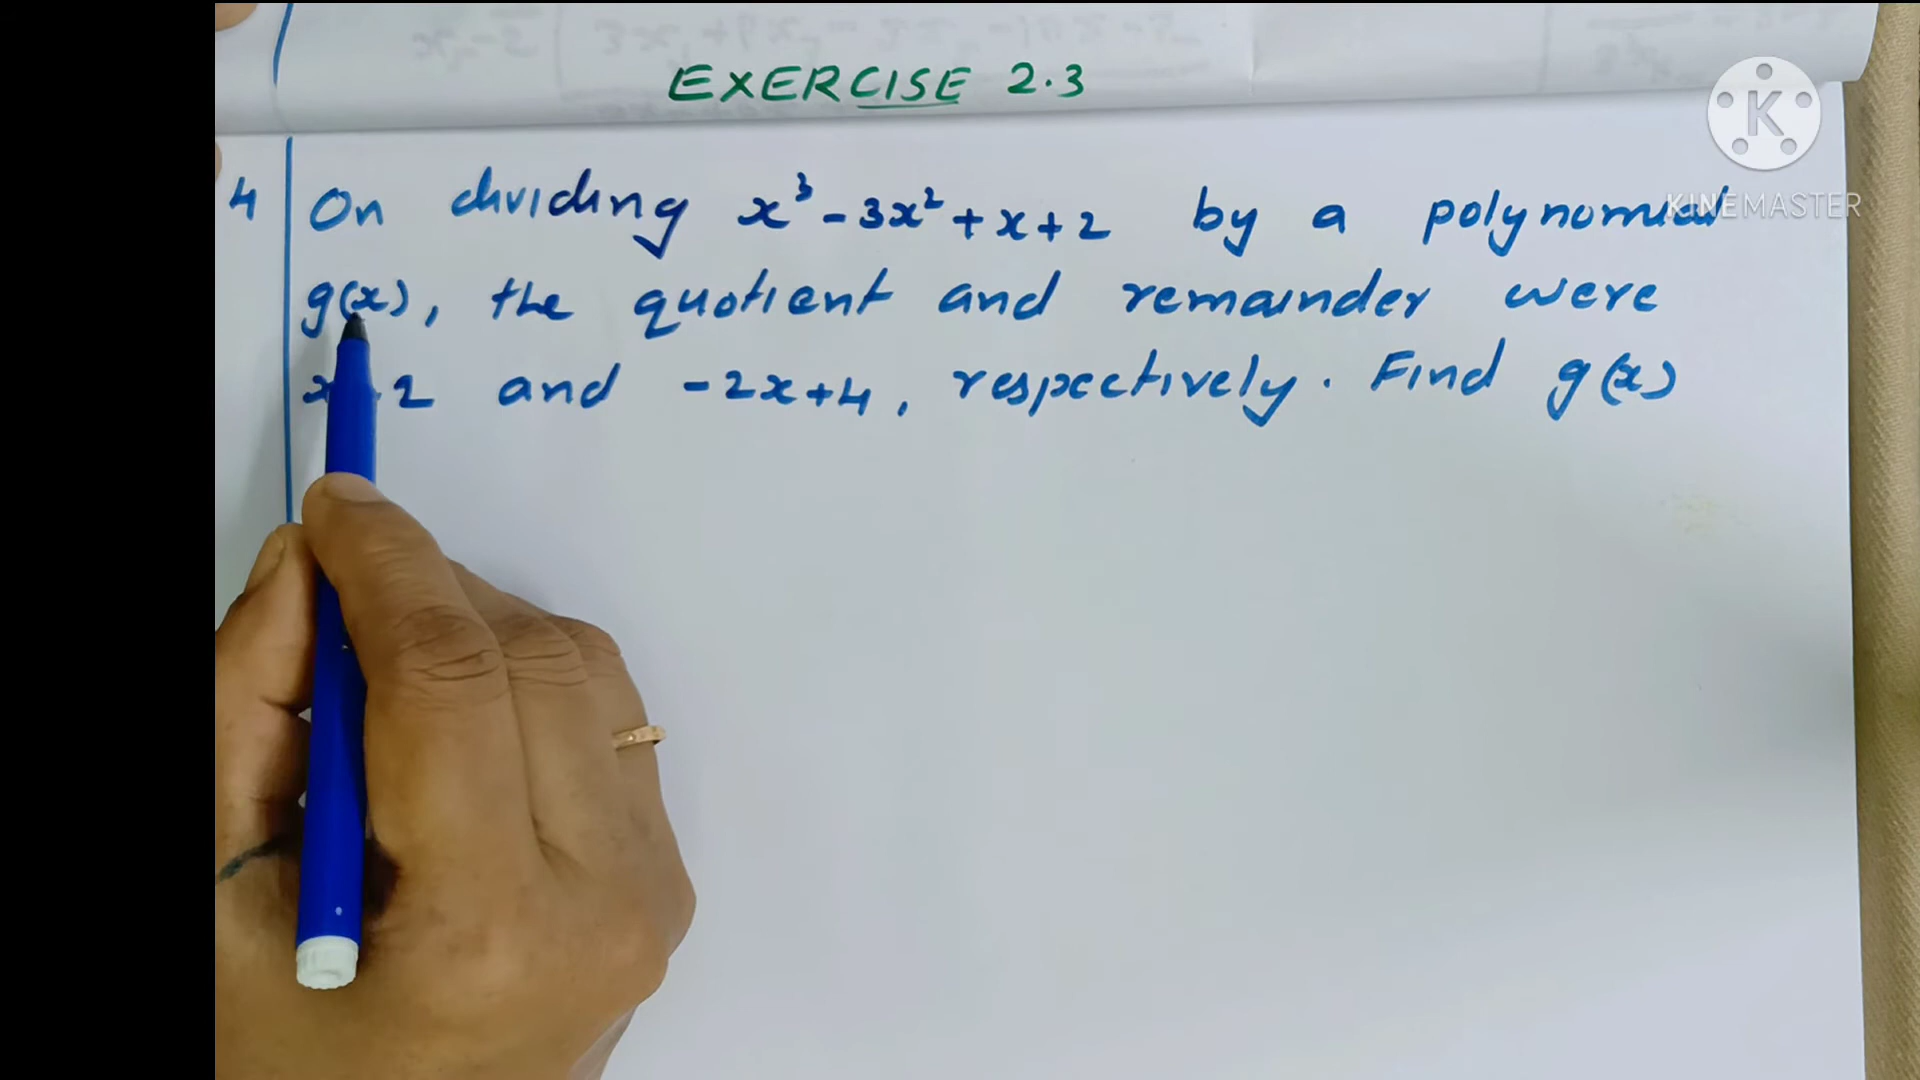 EXERCISE 2.3
K
KINEMASTER
4 On dividing x³ - 3x² + x + 2 by a polynomial
g(x), the quotient and remainder were
x 2 and -2x+4, respectively. Find g(x)